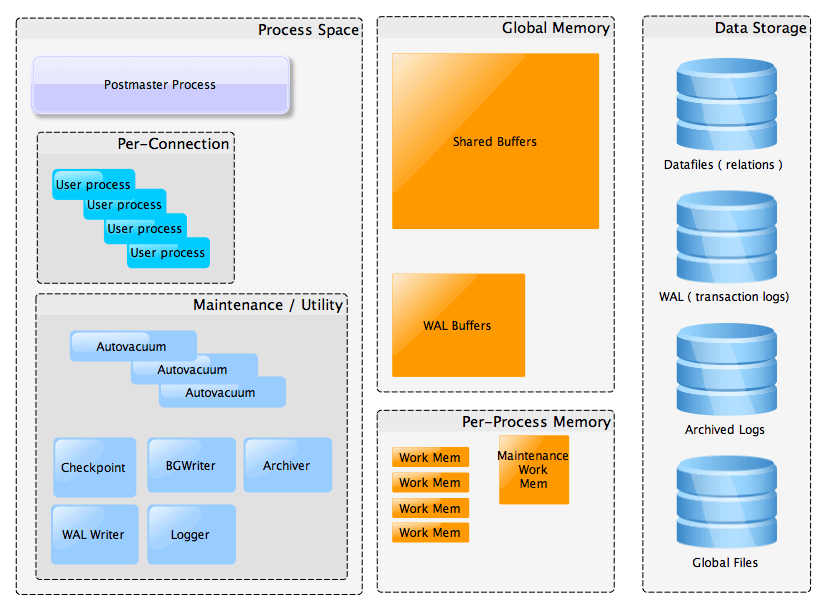 Process Space
Postmaster Process
Per-Connection
User process
User process
User process
User process
Maintenance / Utility
Autovacuum
Autovacuum
Autovacuum
Checkpoint
BGWriter
Archiver
WAL Writer
Logger
Global Memory
Shared Buffers
WAL Buffers
Per-Process Memory
Work Mem
Work Mem
Work Mem
Work Mem
Maintenance
Work
Mem
Data Storage
Datafiles ( relations )
WAL ( transaction logs)
Archived Logs
Global Files